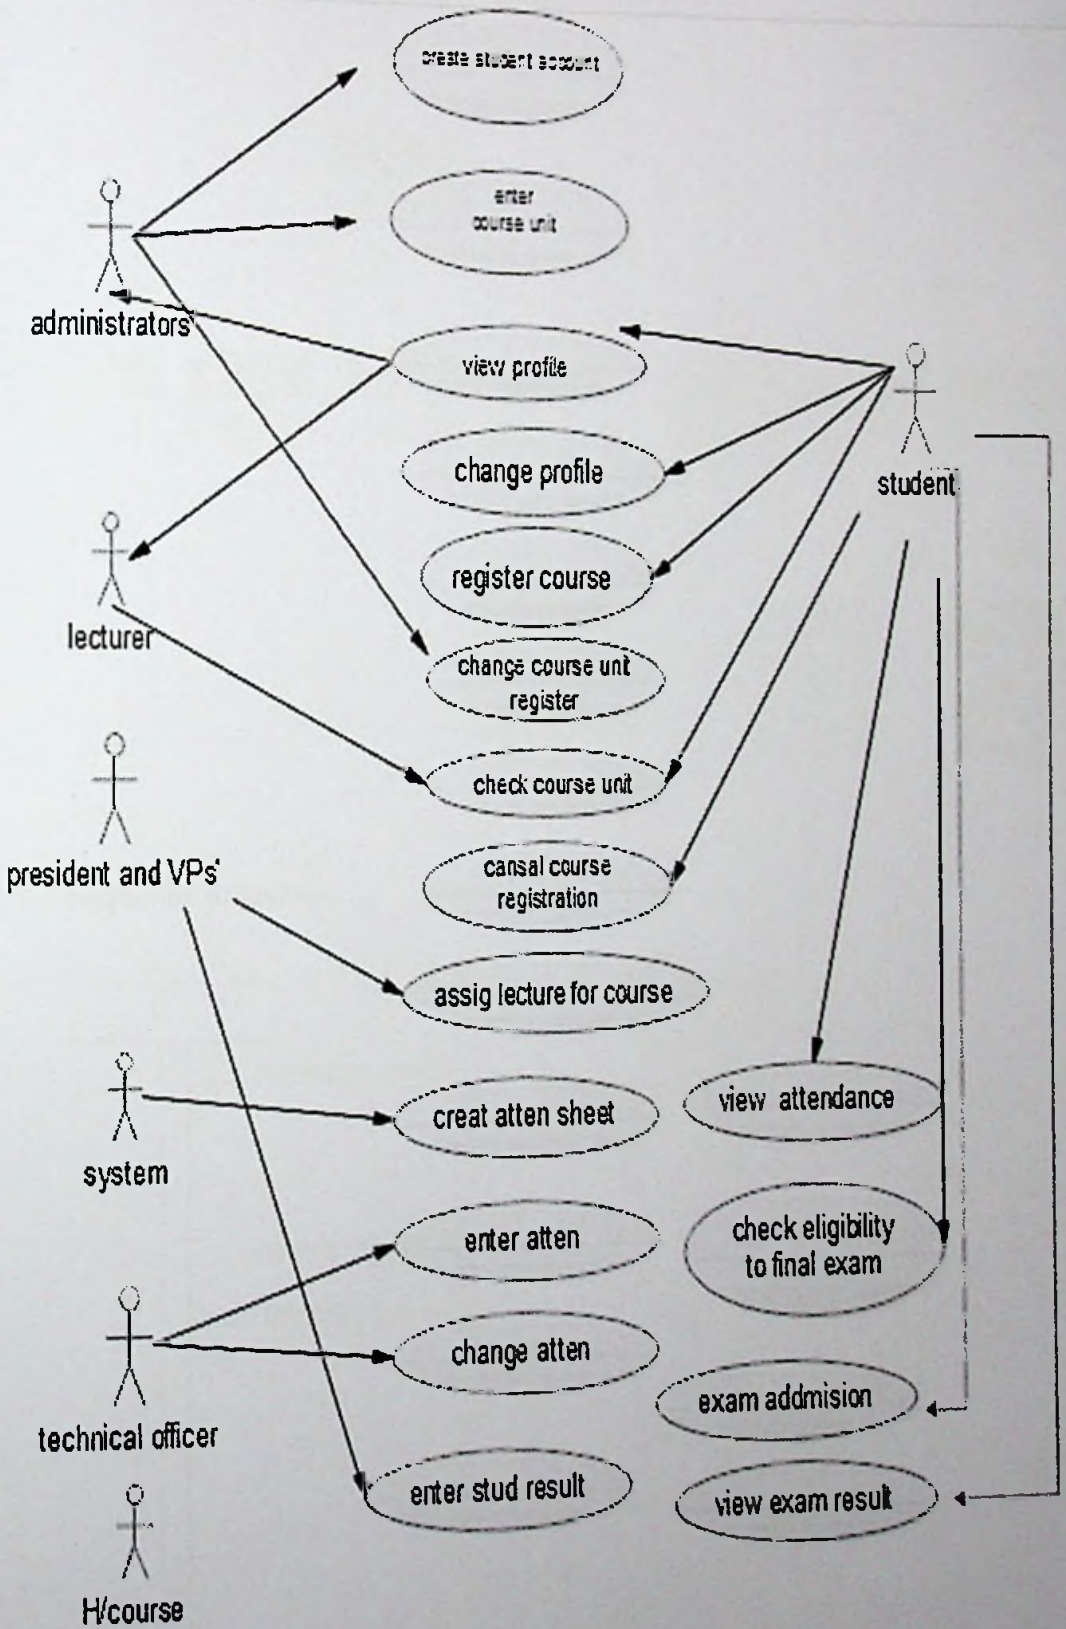 create student account
enter
course unit
administrators
view profile
change profile
student
register course
lecturer
change course unit
register
check course unit
president and VPs'
cansal course
registration
assig lecture for course
view attendance
creat atten sheet
system
enter atten
check eligibility
to final exam
change atten
exam addmision
technical officer
enter stud result
view exam result
H/course